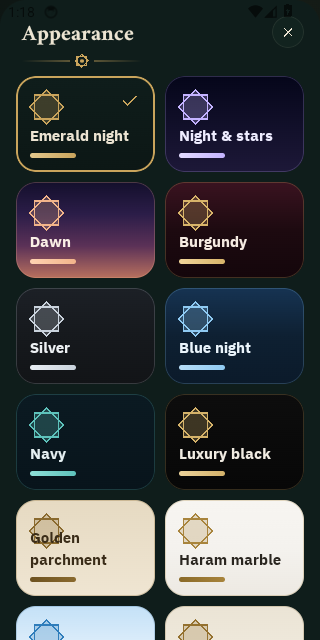 1:18
Appearance
Emerald night
Night & stars
Dawn
Burgundy
Silver
Blue night
Navy
Luxury black
Golden
parchment
Haram marble